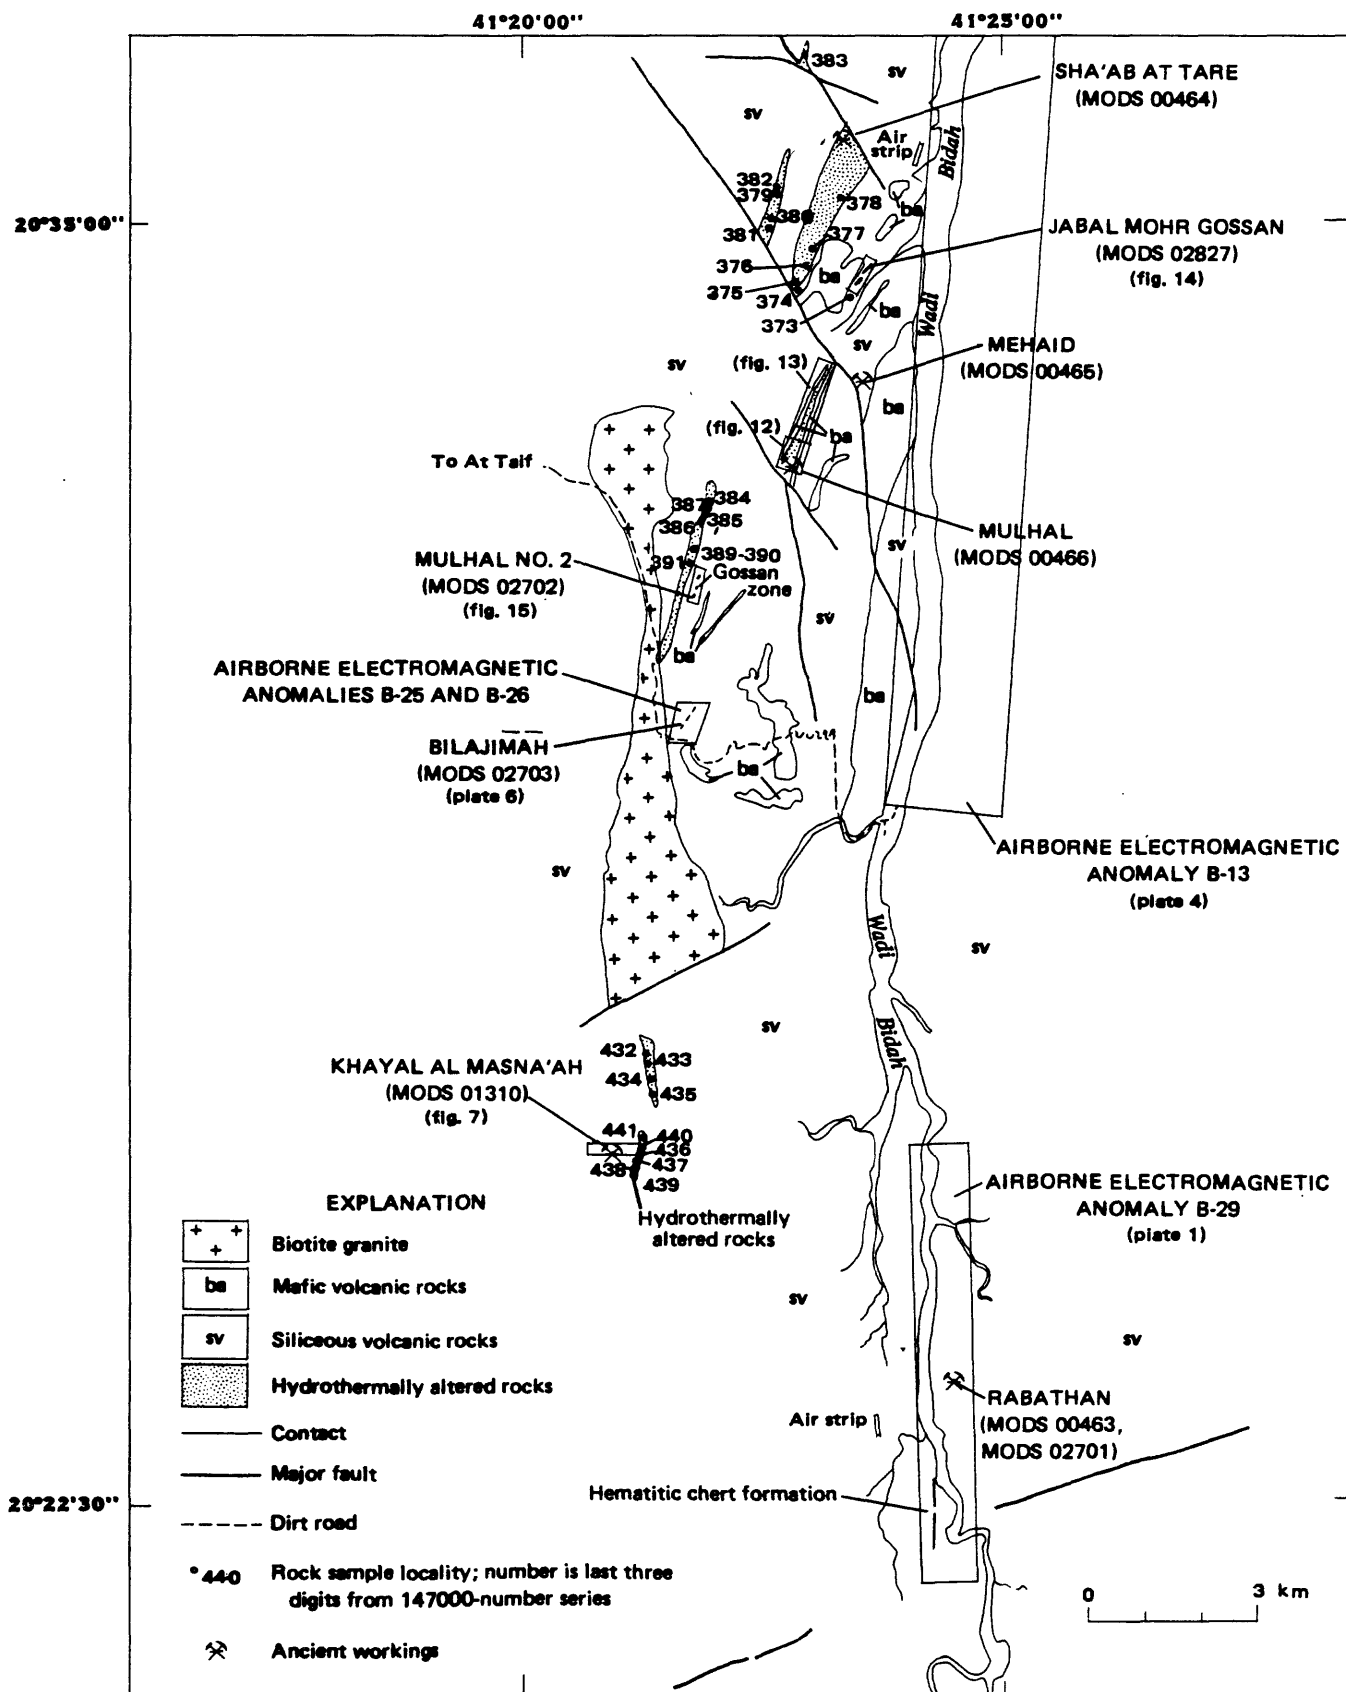 41°20'00"
41°25'00"
383
sv
SHA'AB AT TARE
(MODS 00464)
sv
Air
strip
Bidah
382
379
378
ba
20°35'00"
380
381
377
JABAL MOHR GOSSAN
(MODS 02827)
(fig. 14)
376
ba
375
374
373
ba
Wadi
sv
MEHAID
(MODS 00465)
sv
(fig. 13)
ba
(fig. 12)
ba
To At Taif
387
384
386
385
MULHAL
(MODS 00466)
sv
389-390
391
Gossan
zone
MULHAL NO. 2
(MODS 02702)
(fig. 15)
sv
ba
AIRBORNE ELECTROMAGNETIC
ANOMALIES B-25 AND B-26
ba
BILAJIMAH
(MODS 02703)
(plate 6)
ba
AIRBORNE ELECTROMAGNETIC
ANOMALY B-13
(plate 4)
sv
Wadi
sv
sv
Bidah
432
433
434
435
KHAYAL AL MASNA'AH
(MODS 01310)
(fig. 7)
441
440
436
437
438
439
Hydrothermally
altered rocks
AIRBORNE ELECTROMAGNETIC
ANOMALY B-29
(plate 1)
sv
sv
RABATHAN
(MODS 00463,
MODS 02701)
Air strip
Hematitic chert formation
20°22'30"
EXPLANATION
Biotite granite
ba
Mafic volcanic rocks
sv
Siliceous volcanic rocks
Hydrothermally altered rocks
Contact
Major fault
Dirt road
440
Rock sample locality; number is last three
digits from 147000-number series
Ancient workings
0 3 km